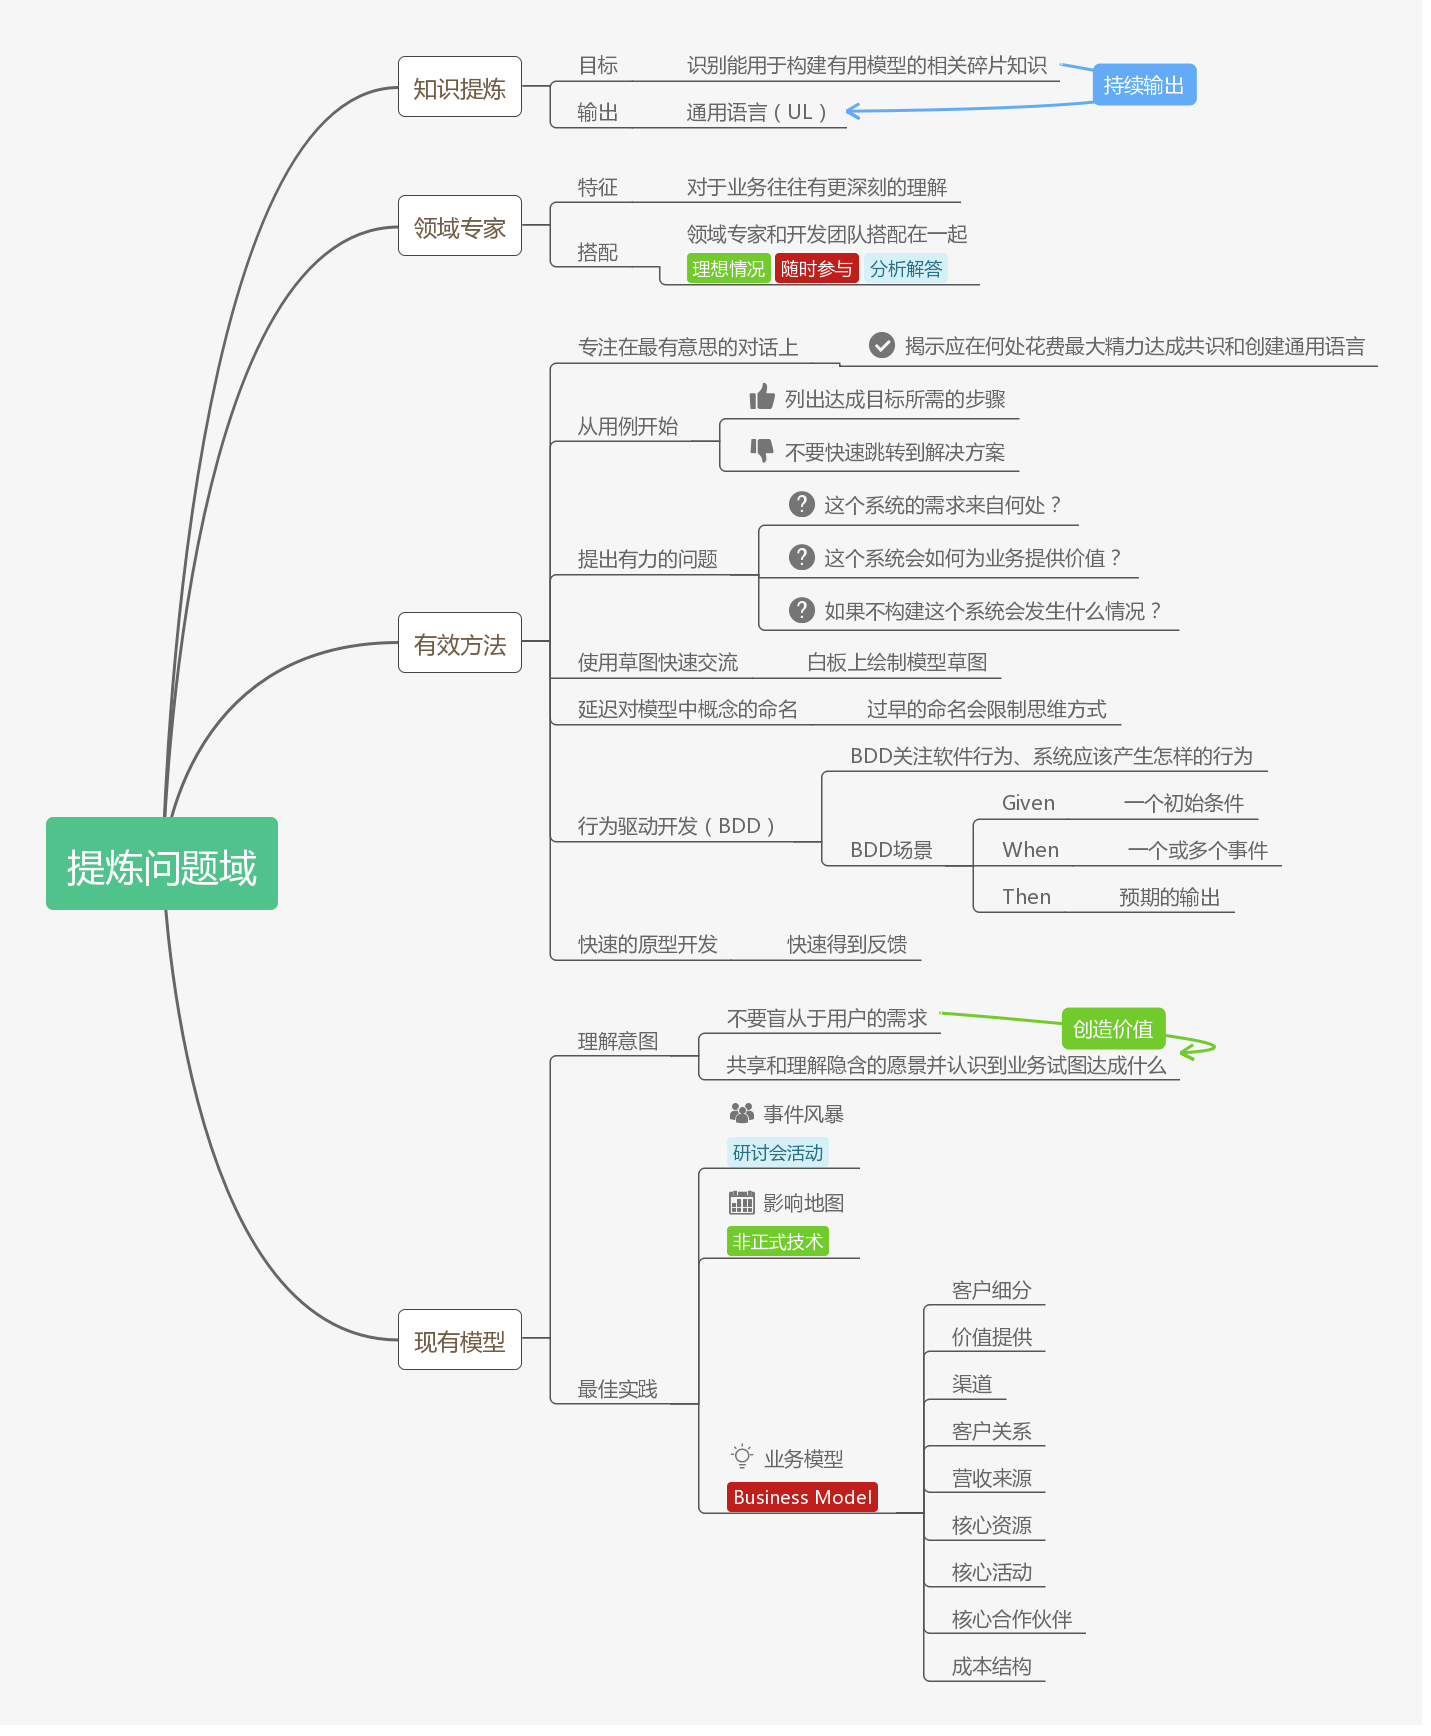 提炼问题域
知识提炼
目标
识别能用于构建有用模型的相关碎片知识
持续输出
输出
通用语言（UL）
领域专家
特征
对于业务往往有更深刻的理解
搭配
领域专家和开发团队搭配在一起
理想情况 随时参与 分析解答
有效方法
专注在最有意思的对话上
揭示应在何处花费最大精力达成共识和创建通用语言
从用例开始
列出达成目标所需的步骤
不要快速跳转到解决方案
提出有力的问题
这个系统的需求来自何处？
这个系统会如何为业务提供价值？
如果不构建这个系统会发生什么情况？
使用草图快速交流
白板上绘制模型草图
延迟对模型中概念的命名
过早的命名会限制思维方式
行为驱动开发（BDD）
BDD关注软件行为、系统应该产生怎样的行为
BDD场景
Given
一个初始条件
When
一个或多个事件
Then
预期的输出
快速的原型开发
快速得到反馈
现有模型
理解意图
不要盲从于用户的需求
创造价值
共享和理解隐含的愿景并认识到业务试图达成什么
最佳实践
事件风暴
研讨会活动
影响地图
非正式技术
业务模型
Business Model
客户细分
价值提供
渠道
客户关系
营收来源
核心资源
核心活动
核心合作伙伴
成本结构